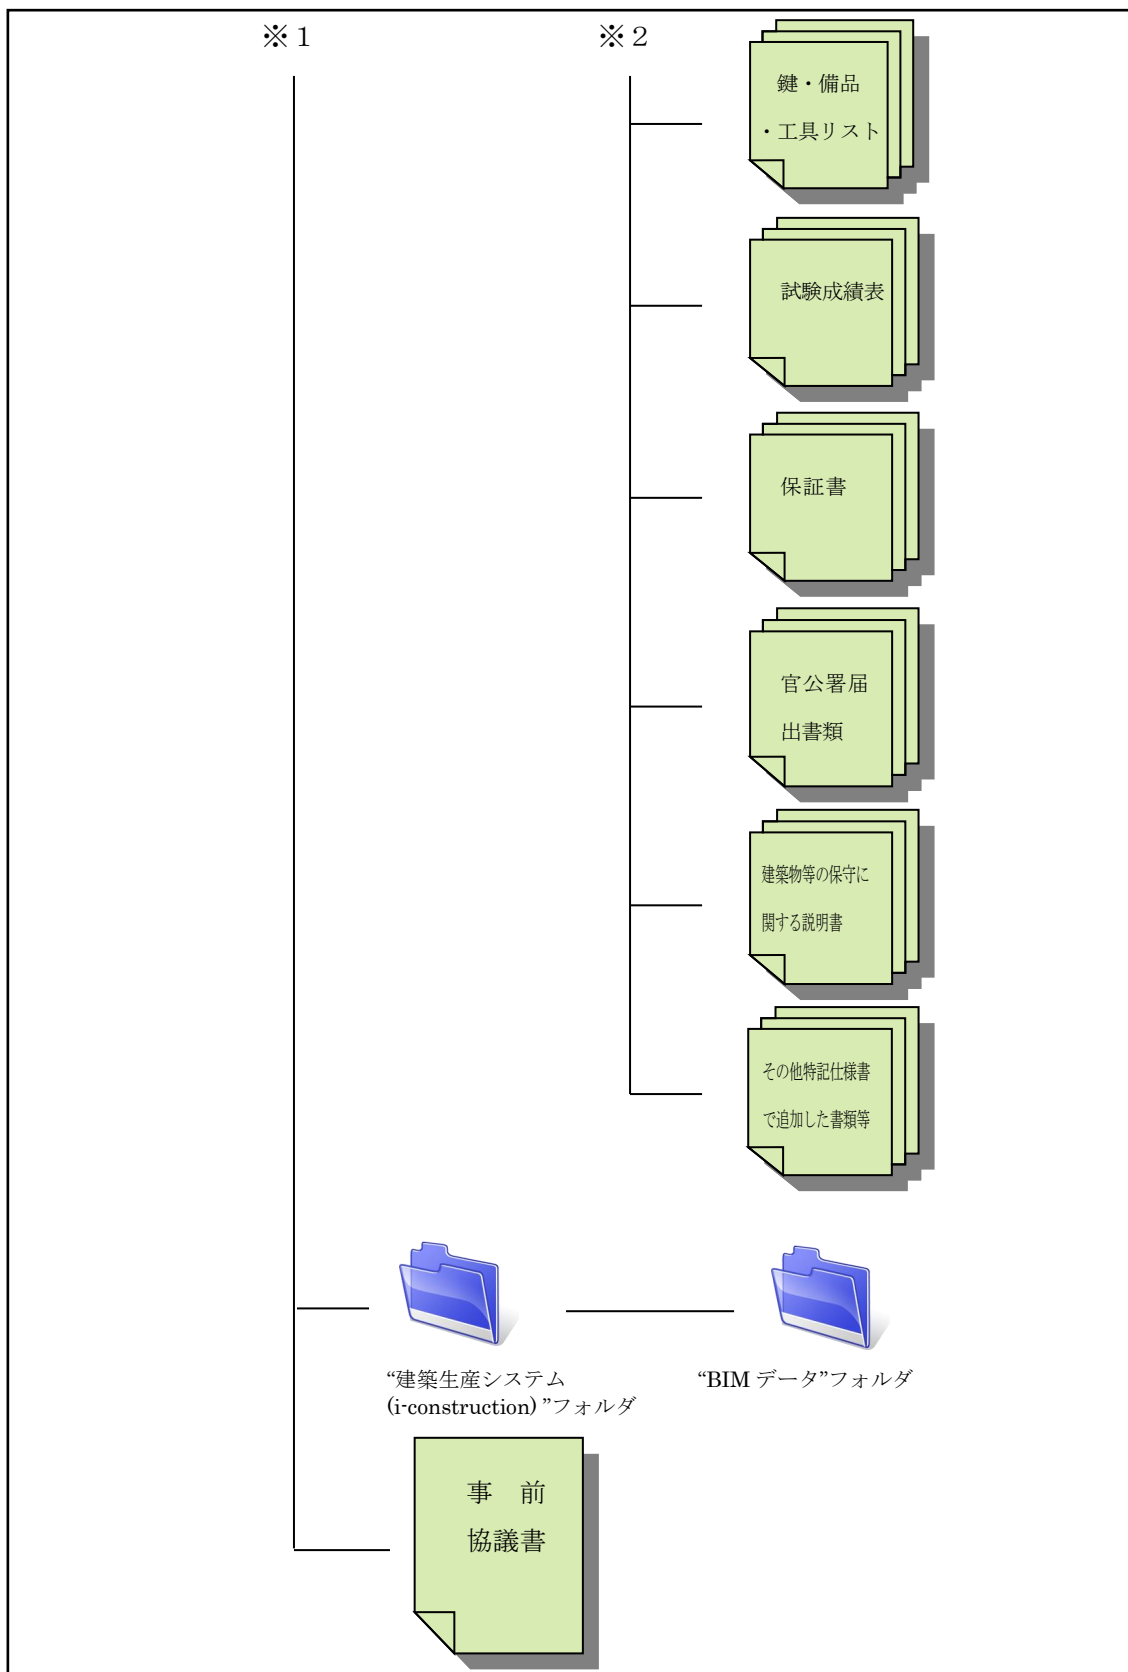 ※１
※２
鍵・備品
・工具リスト
試験成績表
保証書
官公署届
出書類
建築物等の保守に
関する説明書
その他特記仕様書
で追加した書類等
“建築生産システム
(i-construction) ”フォルダ
“BIM データ”フォルダ
事　前
協議書